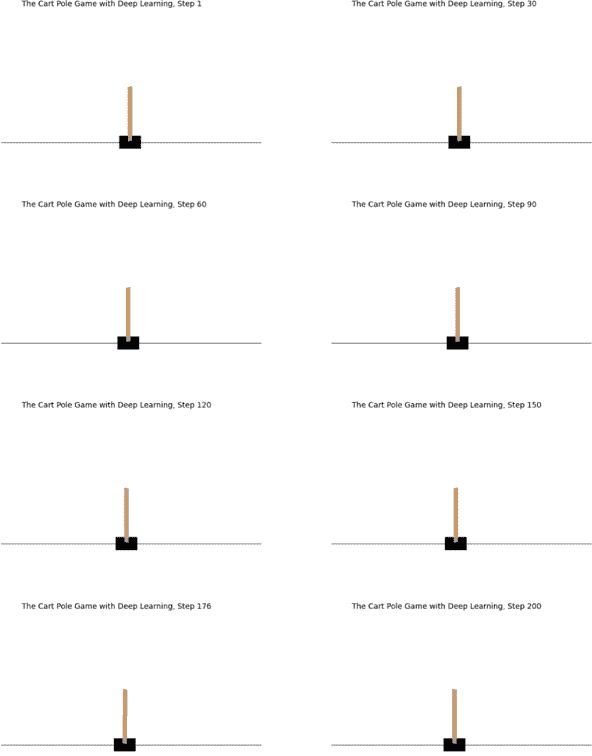 The Cart Pole Game with Deep Learning, Step 1
The Cart Pole Game with Deep Learning, Step 30
The Cart Pole Game with Deep Learning, Step 60
The Cart Pole Game with Deep Learning, Step 90
The Cart Pole Game with Deep Learning, Step 120
The Cart Pole Game with Deep Learning, Step 150
The Cart Pole Game with Deep Learning, Step 176
The Cart Pole Game with Deep Learning, Step 200